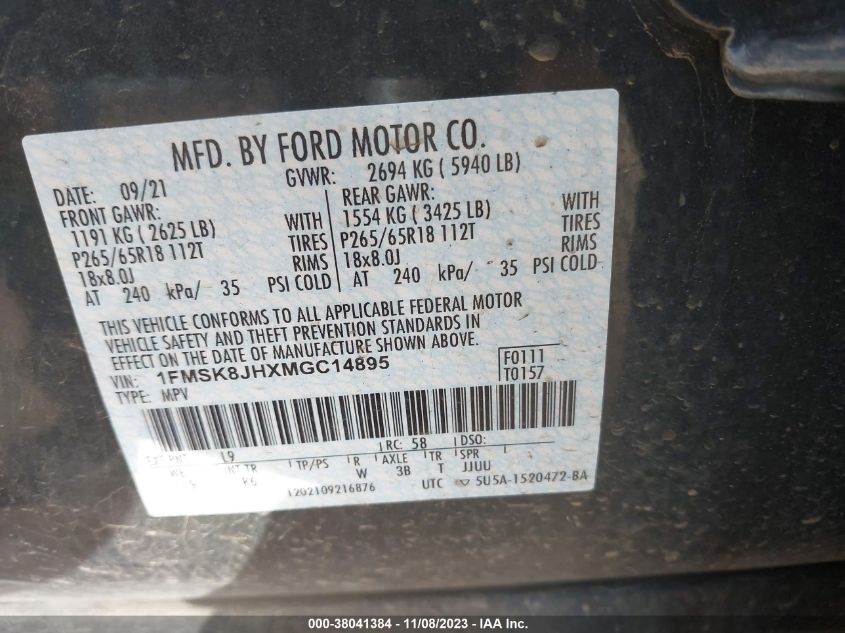 MFD. BY FORD MOTOR CO.
DATE: 09/21 GVWR: 2694 KG ( 5940 LB)
FRONT GAWR: REAR GAWR:
1191 KG ( 2625 LB) WITH 1554 KG ( 3425 LB) WITH
P265/65R18 112T TIRES P265/65R18 112T TIRES
18x8.0J RIMS 18x8.0J RIMS
AT 240 kPa/ 35 PSI COLD AT 240 kPa/ 35 PSI COLD
THIS VEHICLE CONFORMS TO ALL APPLICABLE FEDERAL MOTOR
VEHICLE SAFETY AND THEFT PREVENTION STANDARDS IN
EFFECT ON THE DATE OF MANUFACTURE SHOWN ABOVE.
VIN: 1FMSK8JHXMGC14895 F0111
TYPE: MPV T0157
EXT PNT L9 RC: 58 DSO:
TR TP/PS R AXLE TR SPR
W 3B T JJUU
1202109216876 UTC 5U5A-1520472-BA
000-38041384 - 11/08/2023 - IAA Inc.